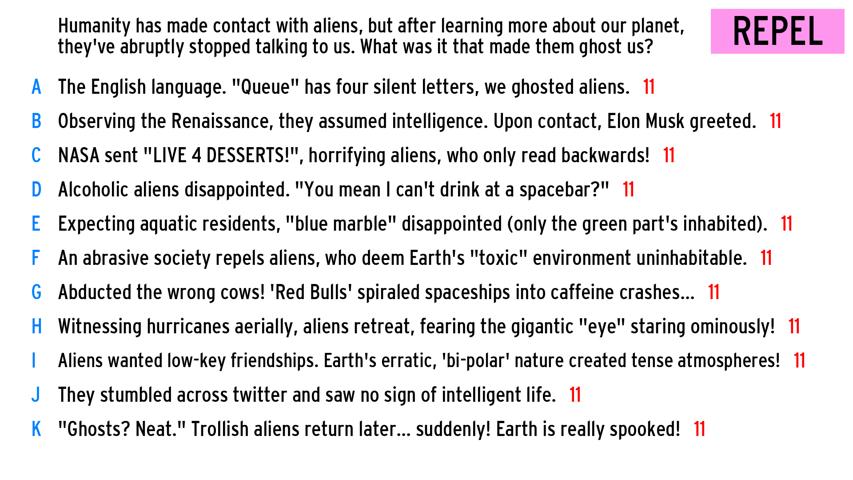 Humanity has made contact with aliens, but after learning more about our planet,
they've abruptly stopped talking to us. What was it that made them ghost us?
REPEL
A The English language. "Queue" has four silent letters, we ghosted aliens. 11
B Observing the Renaissance, they assumed intelligence. Upon contact, Elon Musk greeted. 11
C NASA sent "LIVE 4 DESSERTS!", horrifying aliens, who only read backwards! 11
D Alcoholic aliens disappointed. "You mean I can't drink at a spacebar?" 11
E Expecting aquatic residents, "blue marble" disappointed (only the green part's inhabited). 11
F An abrasive society repels aliens, who deem Earth's "toxic" environment uninhabitable. 11
G Abducted the wrong cows! 'Red Bulls' spiraled spaceships into caffeine crashes... 11
H Witnessing hurricanes aerially, aliens retreat, fearing the gigantic "eye" staring ominously! 11
I Aliens wanted low-key friendships. Earth's erratic, 'bi-polar' nature created tense atmospheres! 11
J They stumbled across twitter and saw no sign of intelligent life. 11
K "Ghosts? Neat." Trollish aliens return later... suddenly! Earth is really spooked! 11